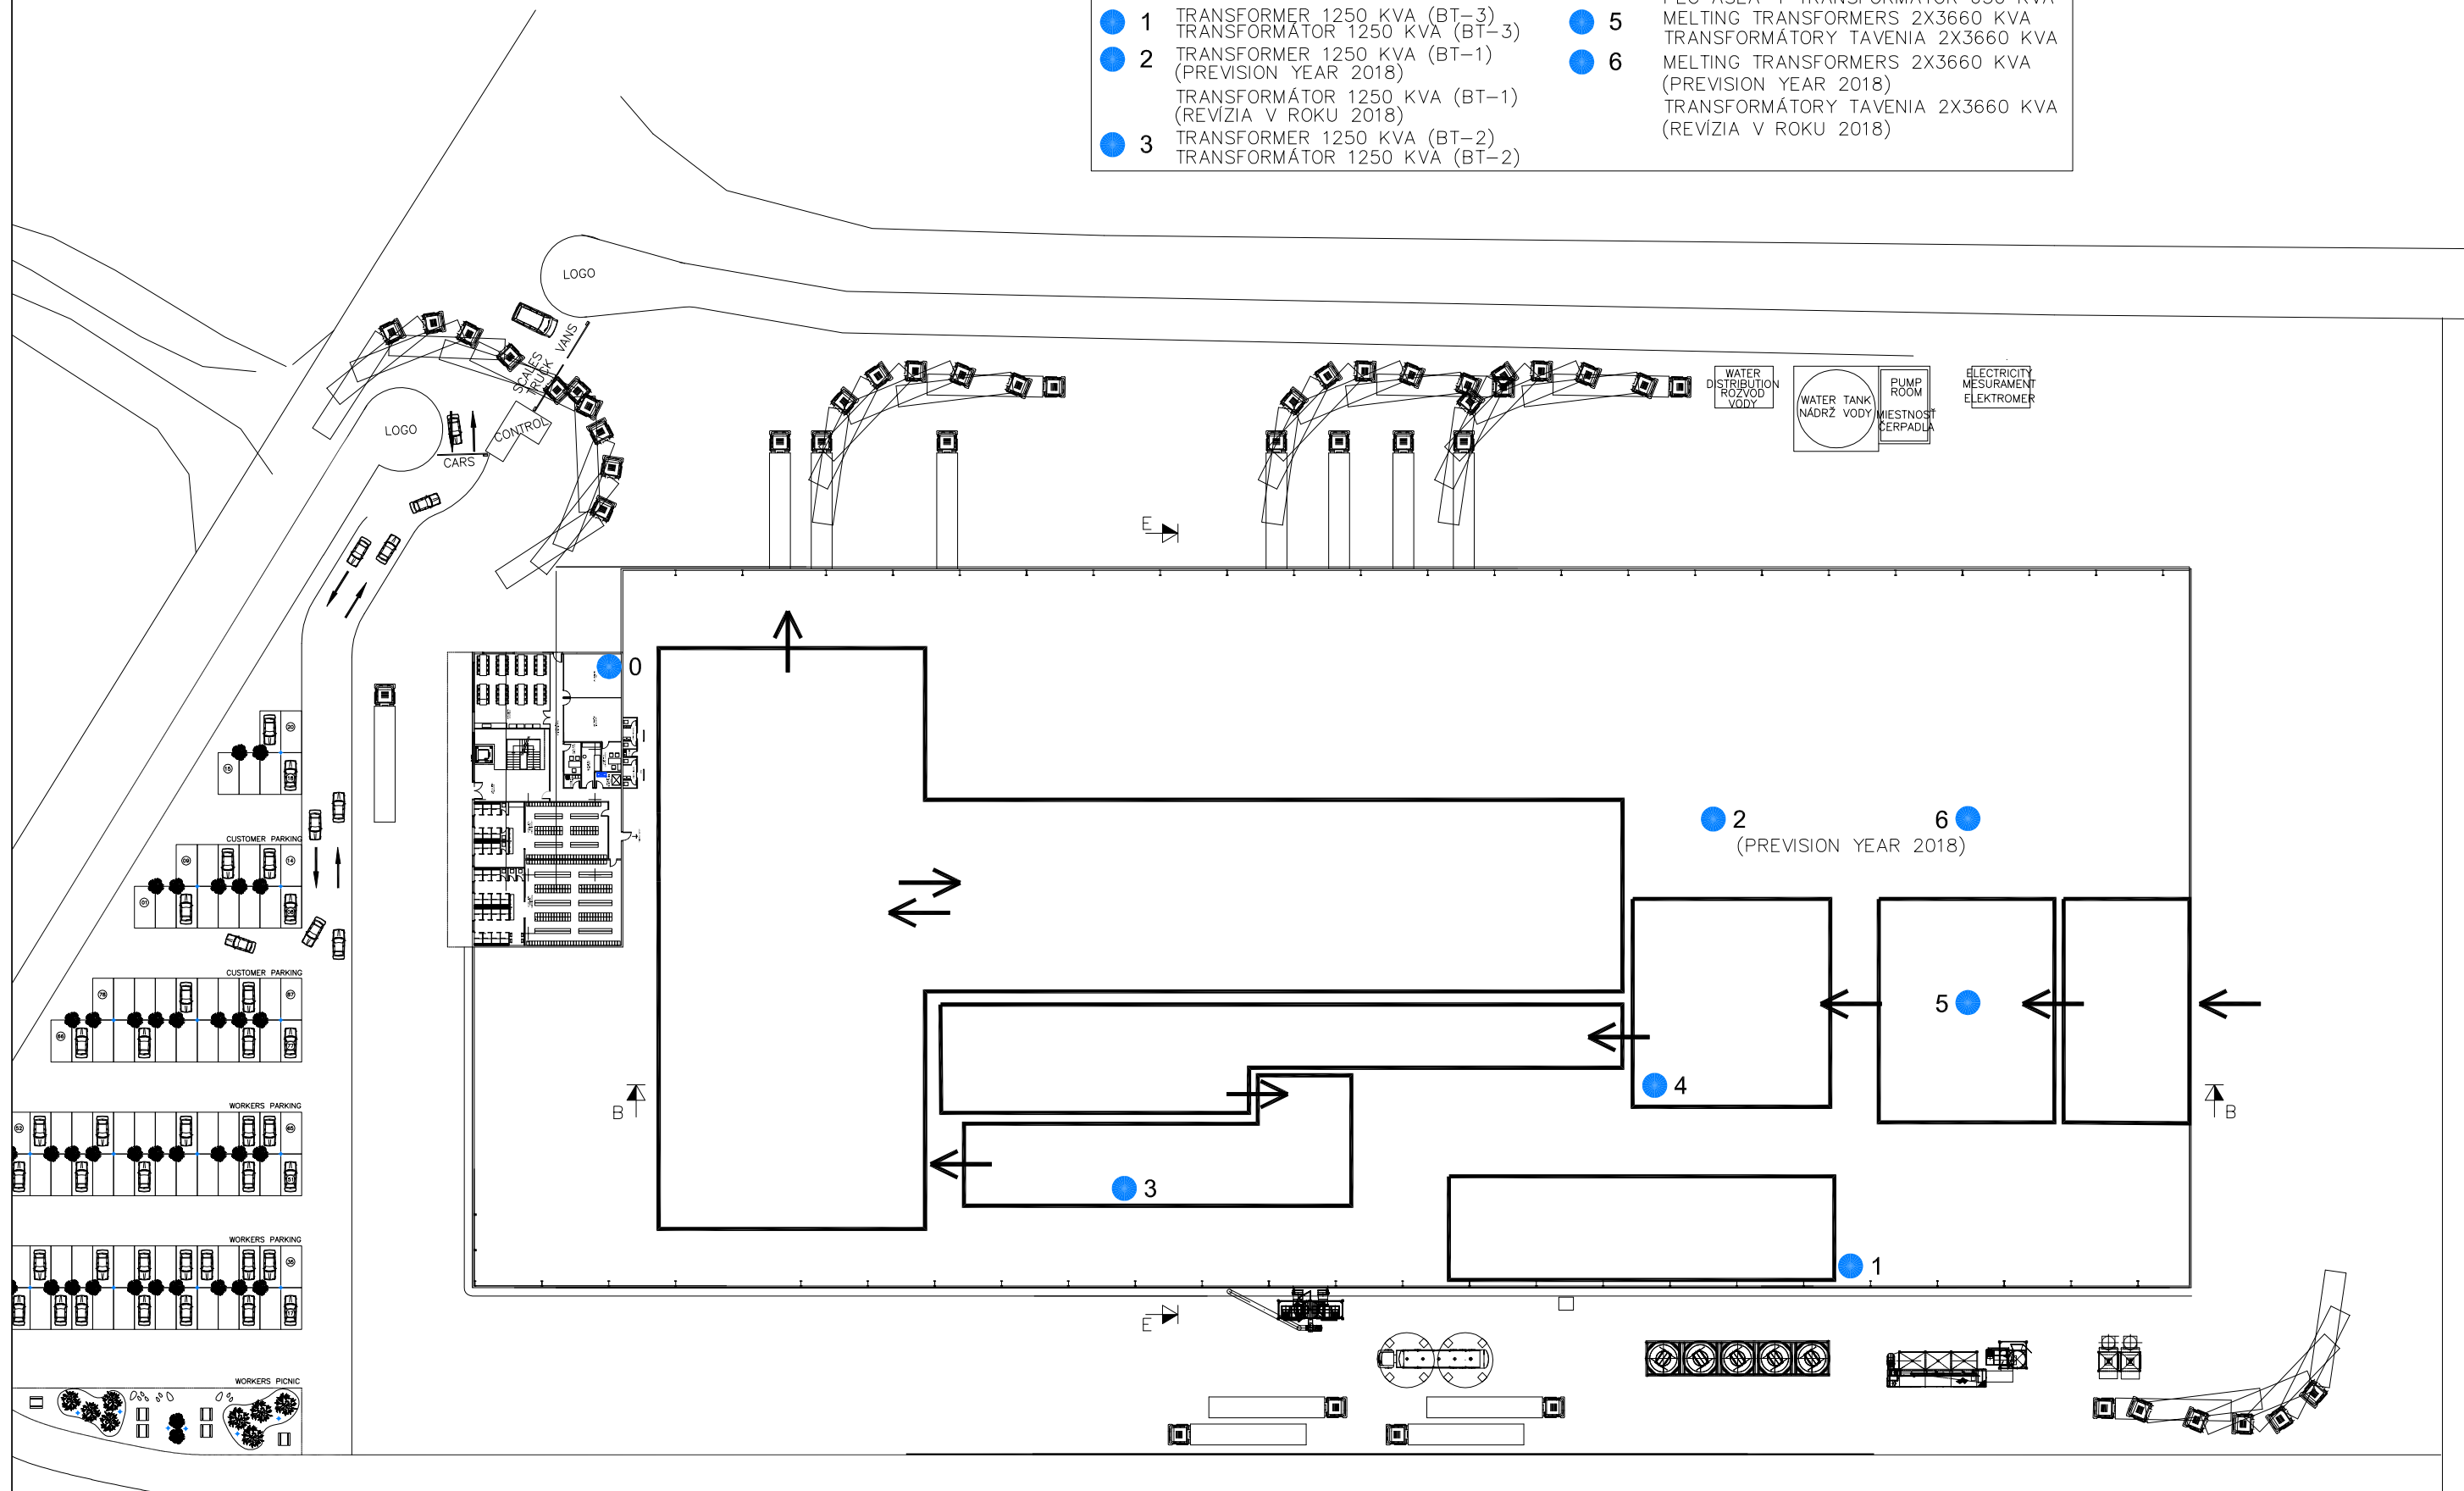 1 TRANSFORMER 1250 KVA (BT-3)
TRANSFORMÁTOR 1250 KVA (BT-3)
2 TRANSFORMER 1250 KVA (BT-1)
(PREVISION YEAR 2018)
TRANSFORMÁTOR 1250 KVA (BT-1)
(REVÍZIA V ROKU 2018)
3 TRANSFORMER 1250 KVA (BT-2)
TRANSFORMÁTOR 1250 KVA (BT-2)
5 MELTING TRANSFORMERS 2X3660 KVA
TRANSFORMÁTORY TAVENIA 2X3660 KVA
6 MELTING TRANSFORMERS 2X3660 KVA
(PREVISION YEAR 2018)
TRANSFORMÁTORY TAVENIA 2X3660 KVA
(REVÍZIA V ROKU 2018)
LOGO
VANS
SCALES
TRUCK
LOGO
CONTROL
CARS
WATER
DISTRIBUTION
ROZVOD
VODY
WATER TANK
NÁDRŽ VODY
PUMP
ROOM
MIESTNOSŤ
ČERPADLA
ELECTRICITY
MESURAMENT
ELEKTROMER
E
0
2
6
(PREVISION YEAR 2018)
CUSTOMER PARKING
CUSTOMER PARKING
5
4
B
B
WORKERS PARKING
3
WORKERS PARKING
1
E
WORKERS PICNIC